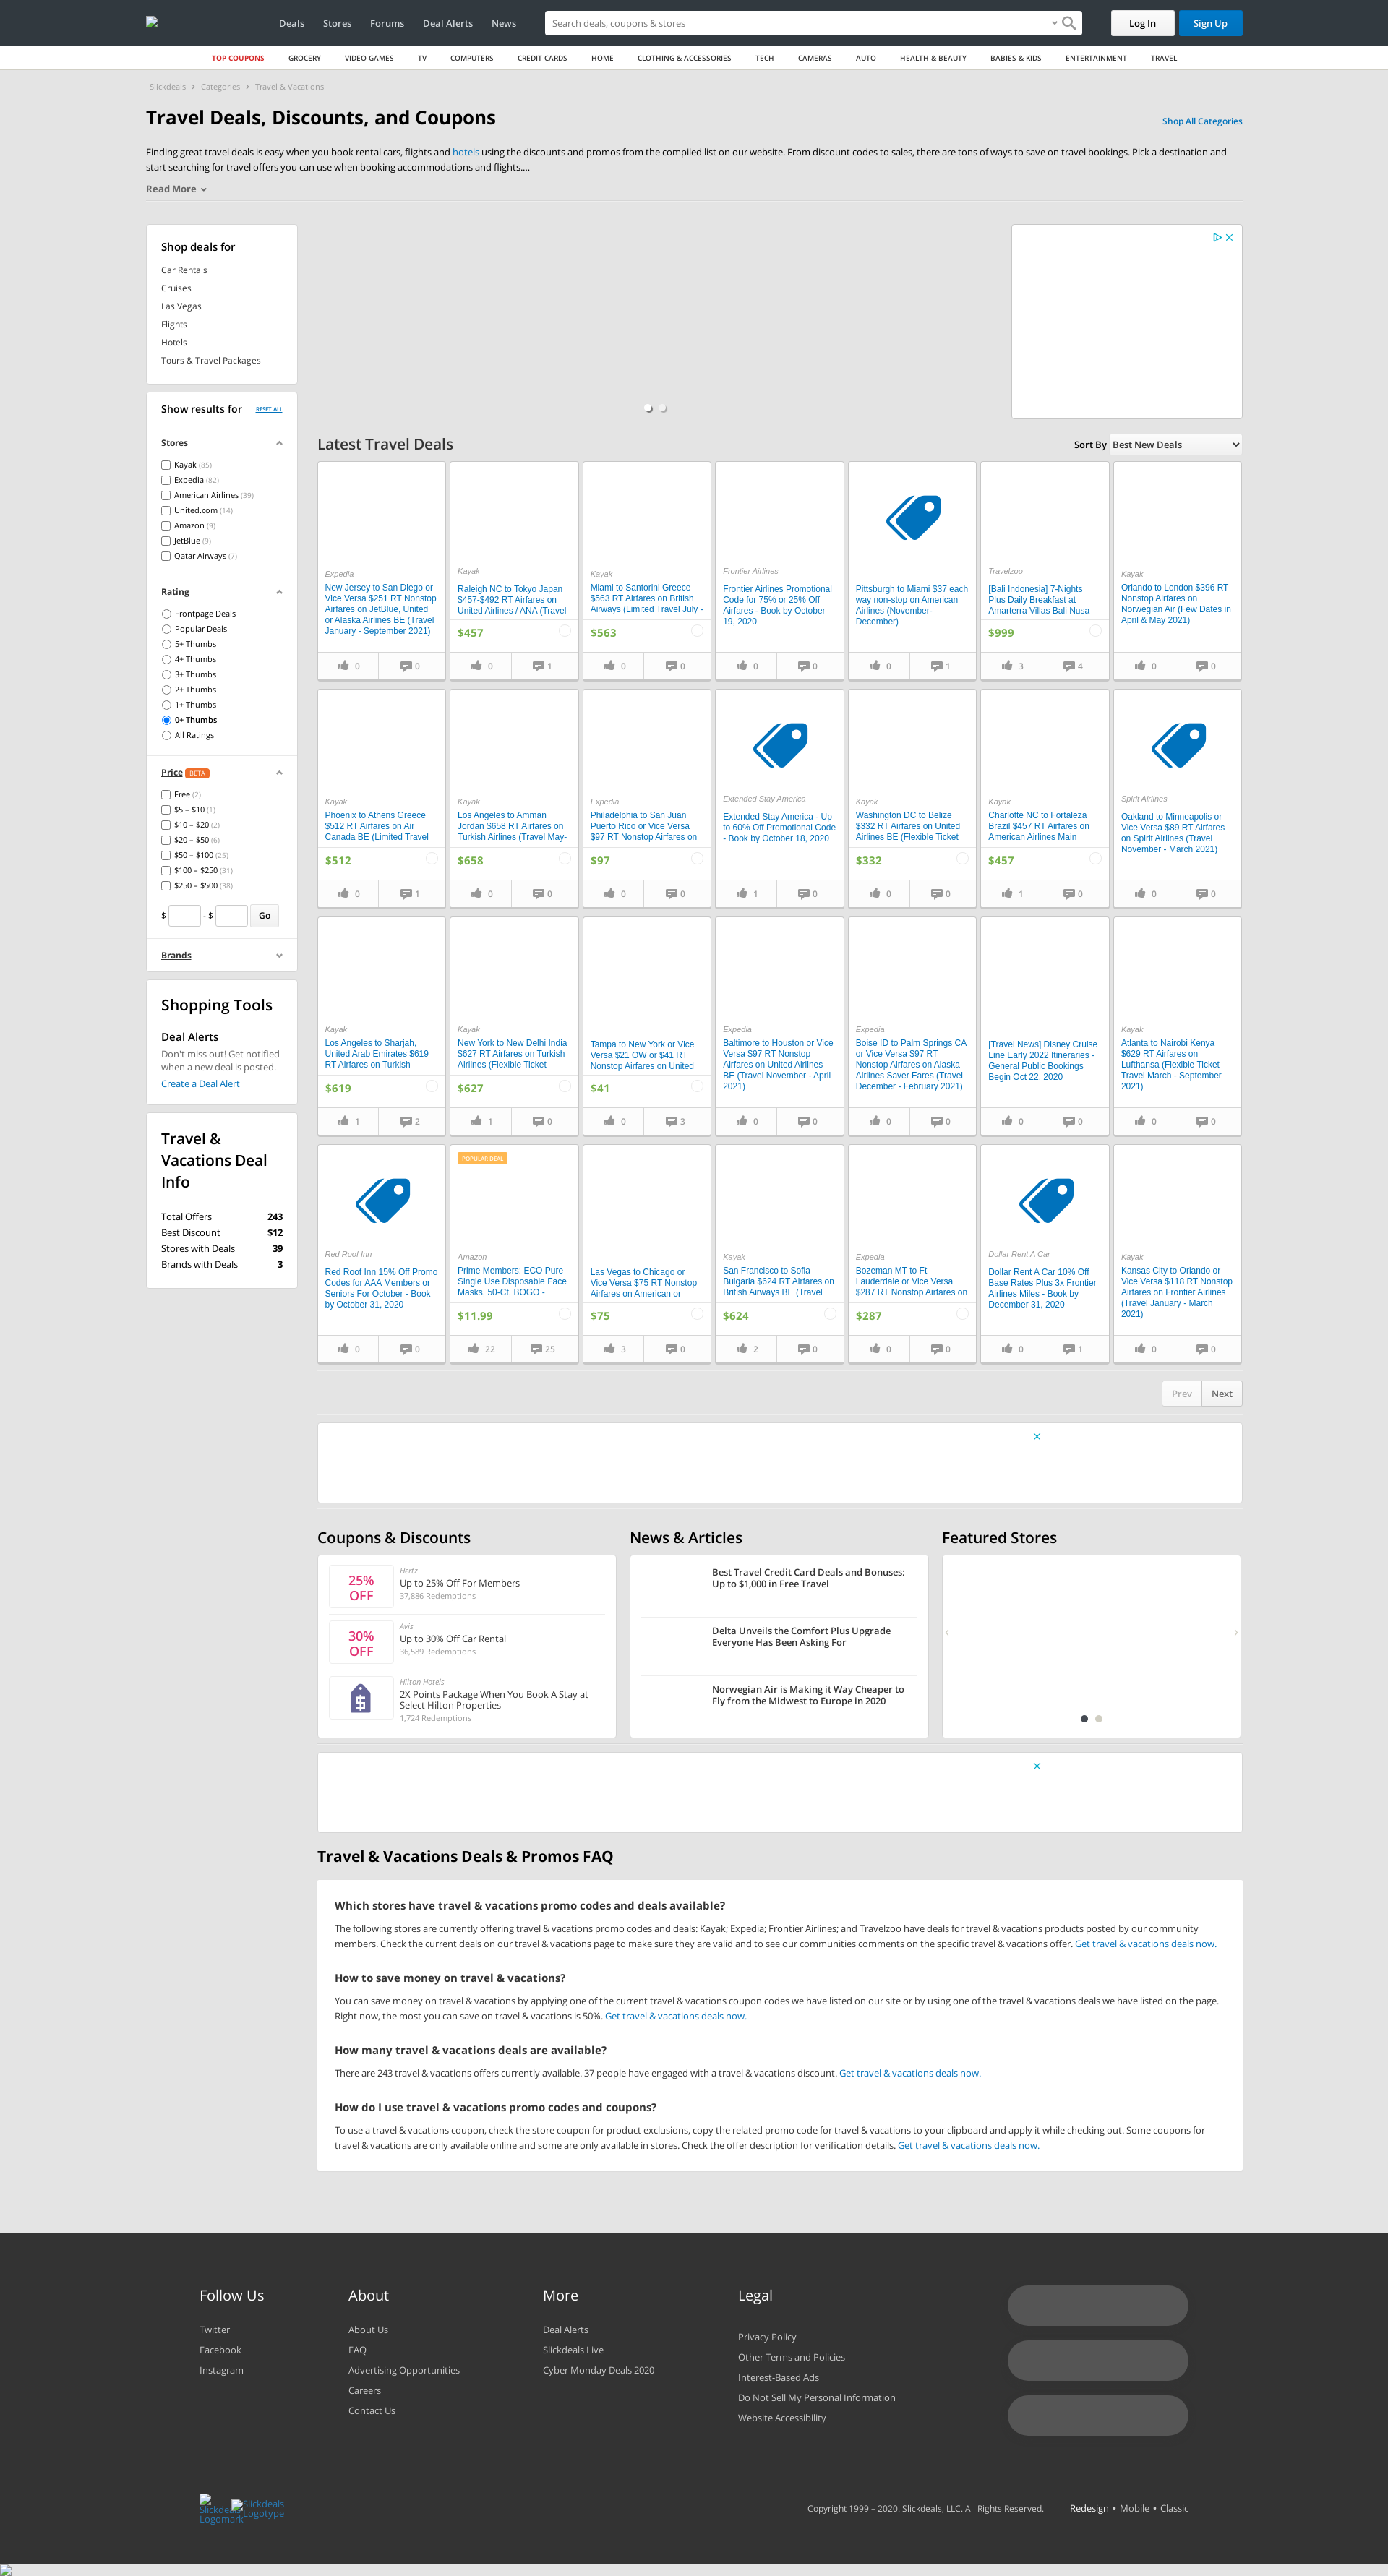 Deals Stores Forums Deal Alerts News
Search deals, coupons & stores
Log In
Sign Up
TOP COUPONS GROCERY VIDEO GAMES TV COMPUTERS CREDIT CARDS HOME CLOTHING & ACCESSORIES TECH CAMERAS AUTO HEALTH & BEAUTY BABIES & KIDS ENTERTAINMENT TRAVEL
Slickdeals > Categories > Travel & Vacations
Travel Deals, Discounts, and Coupons
Shop All Categories
Finding great travel deals is easy when you book rental cars, flights and hotels using the discounts and promos from the compiled list on our website. From discount codes to sales, there are tons of ways to save on travel bookings. Pick a destination and
start searching for travel offers you can use when booking accommodations and flights....
Read More
Shop deals for
Car Rentals
Cruises
Las Vegas
Flights
Hotels
Tours & Travel Packages
Show results for
RESET ALL
Stores
Kayak (85)
Expedia (82)
American Airlines (39)
United.com (14)
Amazon (9)
JetBlue (9)
Qatar Airways (7)
Rating
Frontpage Deals
Popular Deals
5+ Thumbs
4+ Thumbs
3+ Thumbs
2+ Thumbs
1+ Thumbs
0+ Thumbs
All Ratings
Price BETA
Free (2)
$5 – $10 (1)
$10 – $20 (2)
$20 – $50 (6)
$50 – $100 (25)
$100 – $250 (31)
$250 – $500 (38)
$ - $ Go
Brands
Shopping Tools
Deal Alerts
Don't miss out! Get notified
when a new deal is posted.
Create a Deal Alert
Travel &
Vacations Deal
Info
Total Offers 243
Best Discount $12
Stores with Deals 39
Brands with Deals 3
Latest Travel Deals
Sort By Best New Deals
Expedia
New Jersey to San Diego or
Vice Versa $251 RT Nonstop
Airfares on JetBlue, United
or Alaska Airlines BE (Travel
January - September 2021)
0 0
Kayak
Raleigh NC to Tokyo Japan
$457-$492 RT Airfares on
United Airlines / ANA (Travel
$457
0 1
Kayak
Miami to Santorini Greece
$563 RT Airfares on British
Airways (Limited Travel July -
$563
0 0
Frontier Airlines
Frontier Airlines Promotional
Code for 75% or 25% Off
Airfares - Book by October
19, 2020
0 0
Pittsburgh to Miami $37 each
way non-stop on American
Airlines (November-
December)
0 1
Travelzoo
[Bali Indonesia] 7-Nights
Plus Daily Breakfast at
Amarterra Villas Bali Nusa
$999
3 4
Kayak
Orlando to London $396 RT
Nonstop Airfares on
Norwegian Air (Few Dates in
April & May 2021)
0 0
Kayak
Phoenix to Athens Greece
$512 RT Airfares on Air
Canada BE (Limited Travel
$512
0 1
Kayak
Los Angeles to Amman
Jordan $658 RT Airfares on
Turkish Airlines (Travel May-
$658
0 0
Expedia
Philadelphia to San Juan
Puerto Rico or Vice Versa
$97 RT Nonstop Airfares on
$97
0 0
Extended Stay America
Extended Stay America - Up
to 60% Off Promotional Code
- Book by October 18, 2020
1 0
Kayak
Washington DC to Belize
$332 RT Airfares on United
Airlines BE (Flexible Ticket
$332
0 0
Kayak
Charlotte NC to Fortaleza
Brazil $457 RT Airfares on
American Airlines Main
$457
1 0
Spirit Airlines
Oakland to Minneapolis or
Vice Versa $89 RT Airfares
on Spirit Airlines (Travel
November - March 2021)
0 0
Kayak
Los Angeles to Sharjah,
United Arab Emirates $619
RT Airfares on Turkish
$619
1 2
Kayak
New York to New Delhi India
$627 RT Airfares on Turkish
Airlines (Flexible Ticket
$627
1 0
Tampa to New York or Vice
Versa $21 OW or $41 RT
Nonstop Airfares on United
$41
0 3
Expedia
Baltimore to Houston or Vice
Versa $97 RT Nonstop
Airfares on United Airlines
BE (Travel November - April
2021)
0 0
Expedia
Boise ID to Palm Springs CA
or Vice Versa $97 RT
Nonstop Airfares on Alaska
Airlines Saver Fares (Travel
December - February 2021)
0 0
[Travel News] Disney Cruise
Line Early 2022 Itineraries -
General Public Bookings
Begin Oct 22, 2020
0 0
Kayak
Atlanta to Nairobi Kenya
$629 RT Airfares on
Lufthansa (Flexible Ticket
Travel March - September
2021)
0 0
Red Roof Inn
Red Roof Inn 15% Off Promo
Codes for AAA Members or
Seniors For October - Book
by October 31, 2020
0 0
POPULAR DEAL
Amazon
Prime Members: ECO Pure
Single Use Disposable Face
Masks, 50-Ct, BOGO -
$11.99
22 25
Las Vegas to Chicago or
Vice Versa $75 RT Nonstop
Airfares on American or
$75
3 0
Kayak
San Francisco to Sofia
Bulgaria $624 RT Airfares on
British Airways BE (Travel
$624
2 0
Expedia
Bozeman MT to Ft
Lauderdale or Vice Versa
$287 RT Nonstop Airfares on
$287
0 0
Dollar Rent A Car
Dollar Rent A Car 10% Off
Base Rates Plus 3x Frontier
Airlines Miles - Book by
December 31, 2020
0 1
Kayak
Kansas City to Orlando or
Vice Versa $118 RT Nonstop
Airfares on Frontier Airlines
(Travel January - March
2021)
0 0
Prev Next
Coupons & Discounts
25%
OFF
Hertz
Up to 25% Off For Members
37,886 Redemptions
30%
OFF
Avis
Up to 30% Off Car Rental
36,589 Redemptions
Hilton Hotels
2X Points Package When You Book A Stay at
Select Hilton Properties
1,724 Redemptions
News & Articles
Best Travel Credit Card Deals and Bonuses:
Up to $1,000 in Free Travel
Delta Unveils the Comfort Plus Upgrade
Everyone Has Been Asking For
Norwegian Air is Making it Way Cheaper to
Fly from the Midwest to Europe in 2020
Featured Stores
Travel & Vacations Deals & Promos FAQ
Which stores have travel & vacations promo codes and deals available?
The following stores are currently offering travel & vacations promo codes and deals: Kayak; Expedia; Frontier Airlines; and Travelzoo have deals for travel & vacations products posted by our community
members. Check the current deals on our travel & vacations page to make sure they are valid and to see our communities comments on the specific travel & vacations offer. Get travel & vacations deals now.
How to save money on travel & vacations?
You can save money on travel & vacations by applying one of the current travel & vacations coupon codes we have listed on our site or by using one of the travel & vacations deals we have listed on the page.
Right now, the most you can save on travel & vacations is 50%. Get travel & vacations deals now.
How many travel & vacations deals are available?
There are 243 travel & vacations offers currently available. 37 people have engaged with a travel & vacations discount. Get travel & vacations deals now.
How do I use travel & vacations promo codes and coupons?
To use a travel & vacations coupon, check the store coupon for product exclusions, copy the related promo code for travel & vacations to your clipboard and apply it while checking out. Some coupons for
travel & vacations are only available online and some are only available in stores. Check the offer description for verification details. Get travel & vacations deals now.
Follow Us
Twitter
Facebook
Instagram
About
About Us
FAQ
Advertising Opportunities
Careers
Contact Us
More
Deal Alerts
Slickdeals Live
Cyber Monday Deals 2020
Legal
Privacy Policy
Other Terms and Policies
Interest-Based Ads
Do Not Sell My Personal Information
Website Accessibility
Slickdeals
Logomark
Slickdeals
Logotype
Copyright 1999 – 2020. Slickdeals, LLC. All Rights Reserved.
Redesign • Mobile • Classic